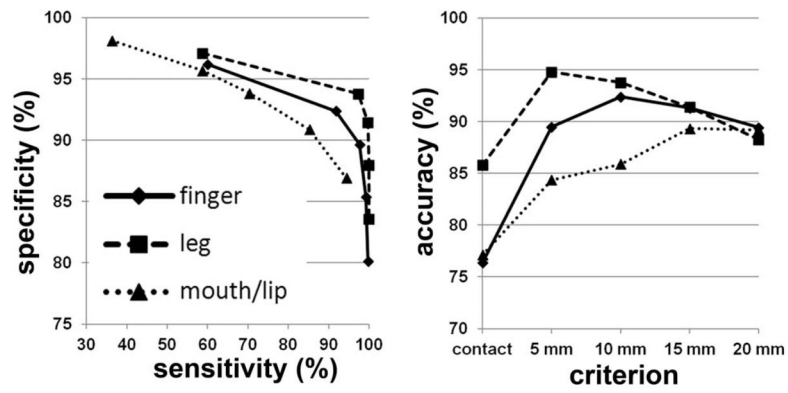 100
95
90
85
80
75
specificity (%)
finger
leg
mouth/lip
30 40 50 60 70 80 90 100
sensitivity (%)
100
95
90
85
80
75
70
accuracy (%)
contact 5 mm 10 mm 15 mm 20 mm
criterion